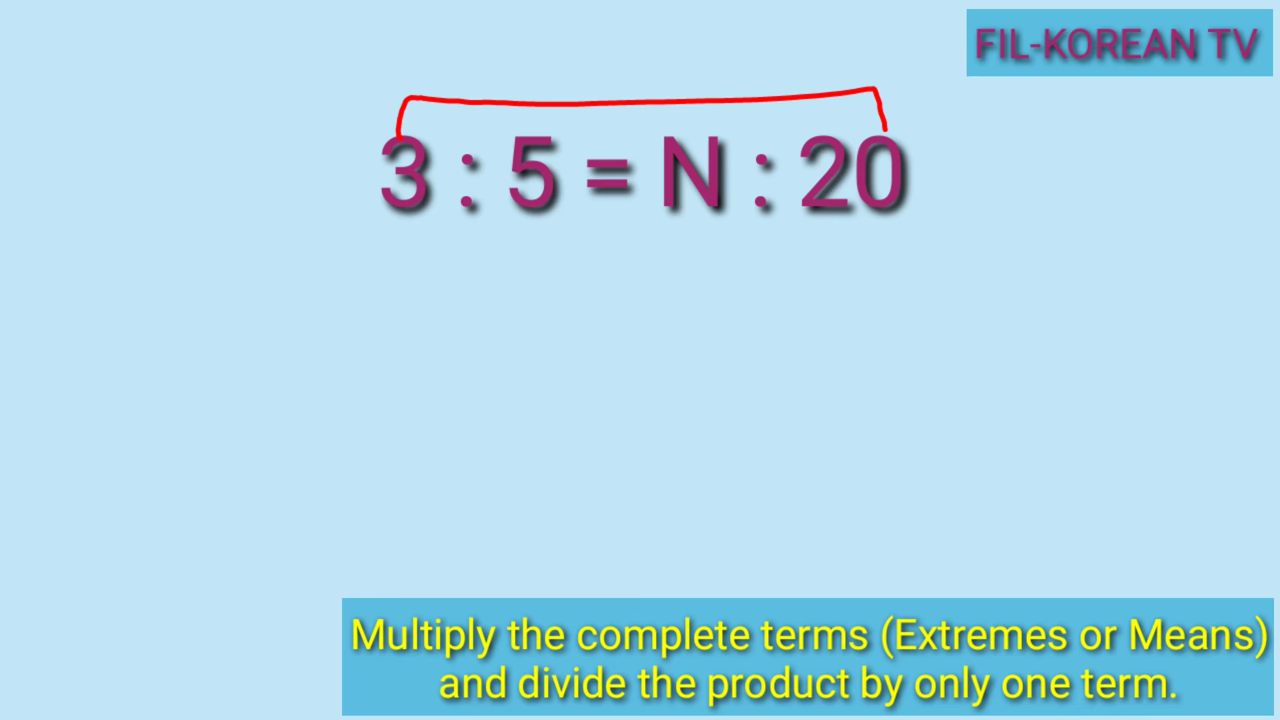 FIL-KOREAN TV
3 : 5 = N : 20
Multiply the complete terms (Extremes or Means)
and divide the product by only one term.